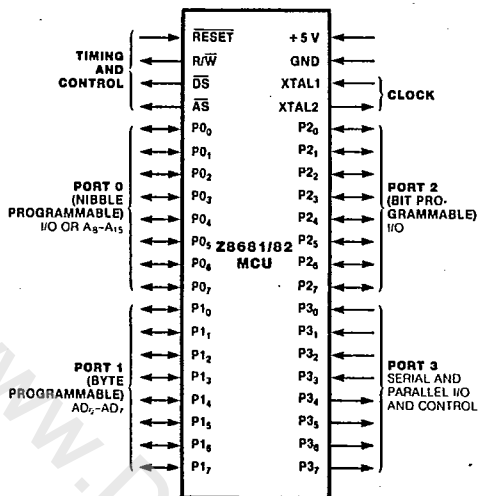 TIMING
AND
CONTROL
RESET
R/W
DS
AS
+5 V
GND
XTAL1
XTAL2
CLOCK
PORT 0
(NIBBLE
PROGRAMMABLE)
I/O OR A₈-A₁₅
P0₀
P0₁
P0₂
P0₃
P0₄
P0₅
P0₆
P0₇
Z8681/82
MCU
P2₀
P2₁
P2₂
P2₃
P2₄
P2₅
P2₆
P2₇
PORT 2
(BIT PRO-
GRAMMABLE)
I/O
PORT 1
(BYTE
PROGRAMMABLE)
AD₀-AD₇
P1₀
P1₁
P1₂
P1₃
P1₄
P1₅
P1₆
P1₇
P3₀
P3₁
P3₂
P3₃
P3₄
P3₅
P3₆
P3₇
PORT 3
SERIAL AND
PARALLEL I/O
AND CONTROL